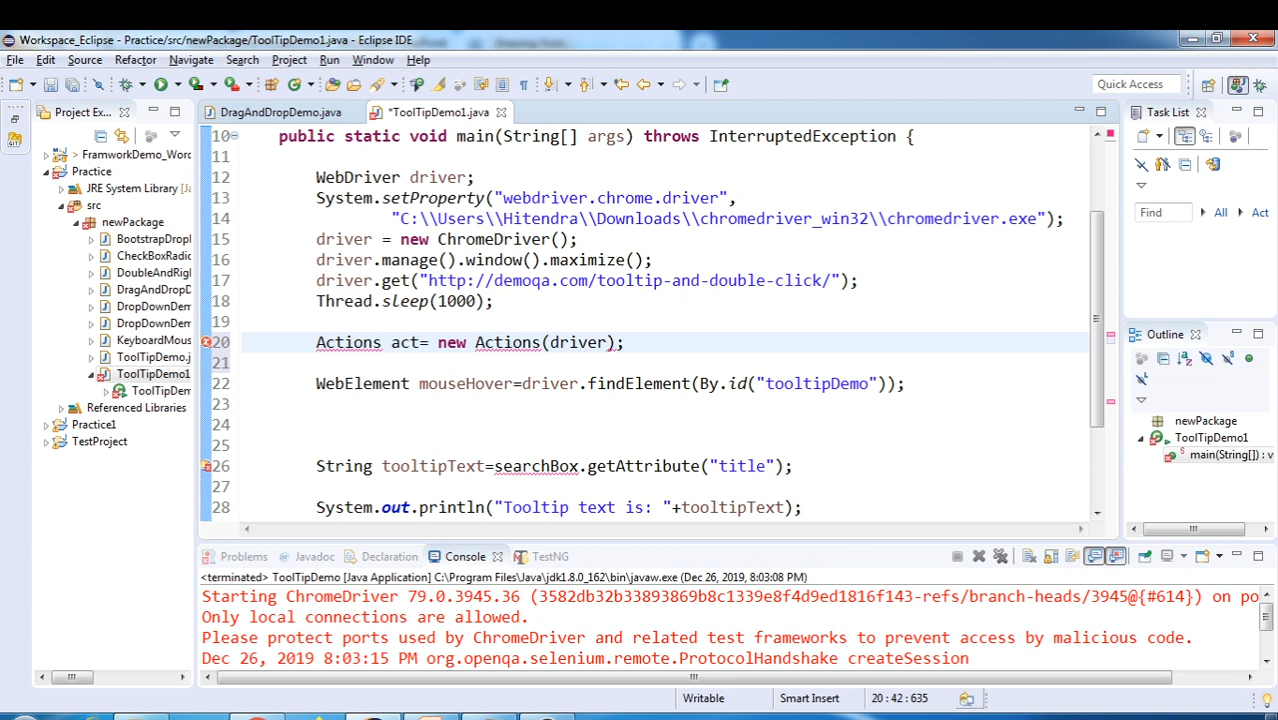 Workspace_Eclipse - Practice/src/newPackage/ToolTipDemo1.java - Eclipse IDE
File Edit Source Refactor Navigate Search Project Run Window Help
Quick Access
Project Ex...
DragAndDropDemo.java
*ToolTipDemo1.java
Task List
FramworkDemo_Word
Practice
JRE System Library [Ja
src
newPackage
BootstrapDropl
CheckBoxRadic
DoubleAndRigh
DragAndDropD
DropDownDem
DropDownDem
KeyboardMous
ToolTipDemo.j
ToolTipDemo1
ToolTipDem
Referenced Libraries
Practice1
TestProject
10 public static void main(String[] args) throws InterruptedException {
11
12 WebDriver driver;
13 System.setProperty("webdriver.chrome.driver",
14 "C:\\Users\\Hitendra\\Downloads\\chromedriver_win32\\chromedriver.exe");
15 driver = new ChromeDriver();
16 driver.manage().window().maximize();
17 driver.get("http://demoqa.com/tooltip-and-double-click/");
18 Thread.sleep(1000);
19
20 Actions act= new Actions(driver);
21
22 WebElement mouseHover=driver.findElement(By.id("tooltipDemo"));
23
24
25
26 String tooltipText=searchBox.getAttribute("title");
27
28 System.out.println("Tooltip text is: "+tooltipText);
Find All Act
Outline
newPackage
ToolTipDemo1
main(String[]) : v
Problems Javadoc Declaration Console TestNG
<terminated> ToolTipDemo [Java Application] C:\Program Files\Java\jdk1.8.0_162\bin\javaw.exe (Dec 26, 2019 8:03:08 PM)
Starting ChromeDriver 79.0.3945.36 (3582db32b33893869b8c1339e8f4d9ed1816f143-refs/branch-heads/3945@{#614}) on po
Only local connections are allowed.
Please protect ports used by ChromeDriver and related test frameworks to prevent access by malicious code.
Dec 26, 2019 8:03:15 PM org.openqa.selenium.remote.ProtocolHandshake createSession
Writable Smart Insert 20 : 42 : 635